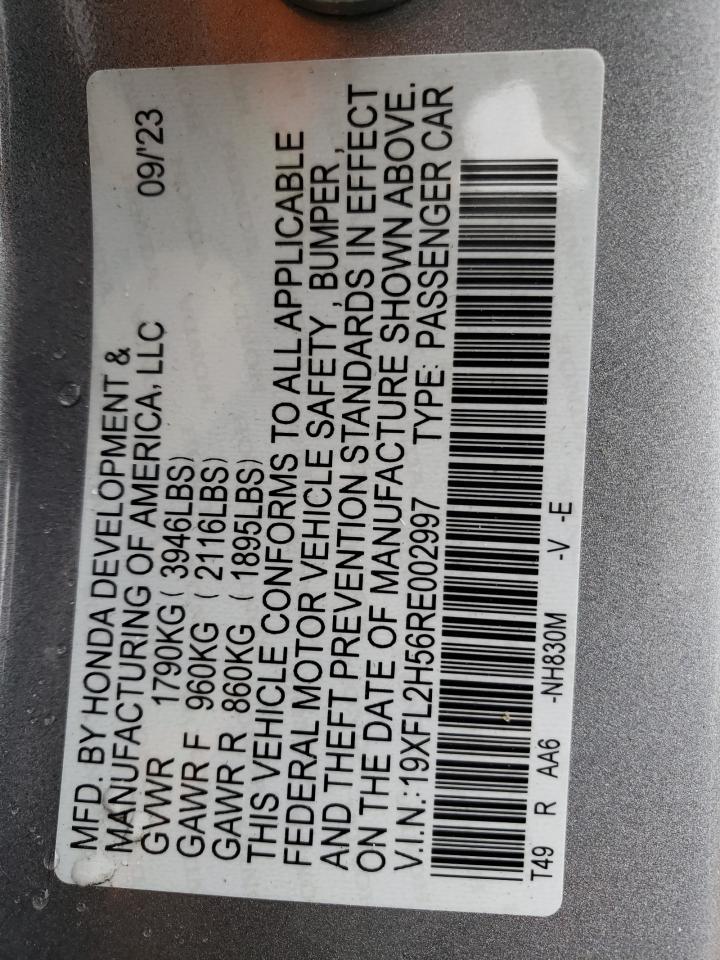 MFD. BY HONDA DEVELOPMENT &
MANUFACTURING OF AMERICA, LLC 09/'23
GVWR 1790KG ( 3946LBS)
GAWR F 960KG ( 2116LBS)
GAWR R 860KG ( 1895LBS)
THIS VEHICLE CONFORMS TO ALL APPLICABLE
FEDERAL MOTOR VEHICLE SAFETY , BUMPER ,
AND THEFT PREVENTION STANDARDS IN EFFECT
ON THE DATE OF MANUFACTURE SHOWN ABOVE.
V.I.N.:19XFL2H56RE002997 TYPE: PASSENGER CAR
T49 R AA6 -NH830M -V -E